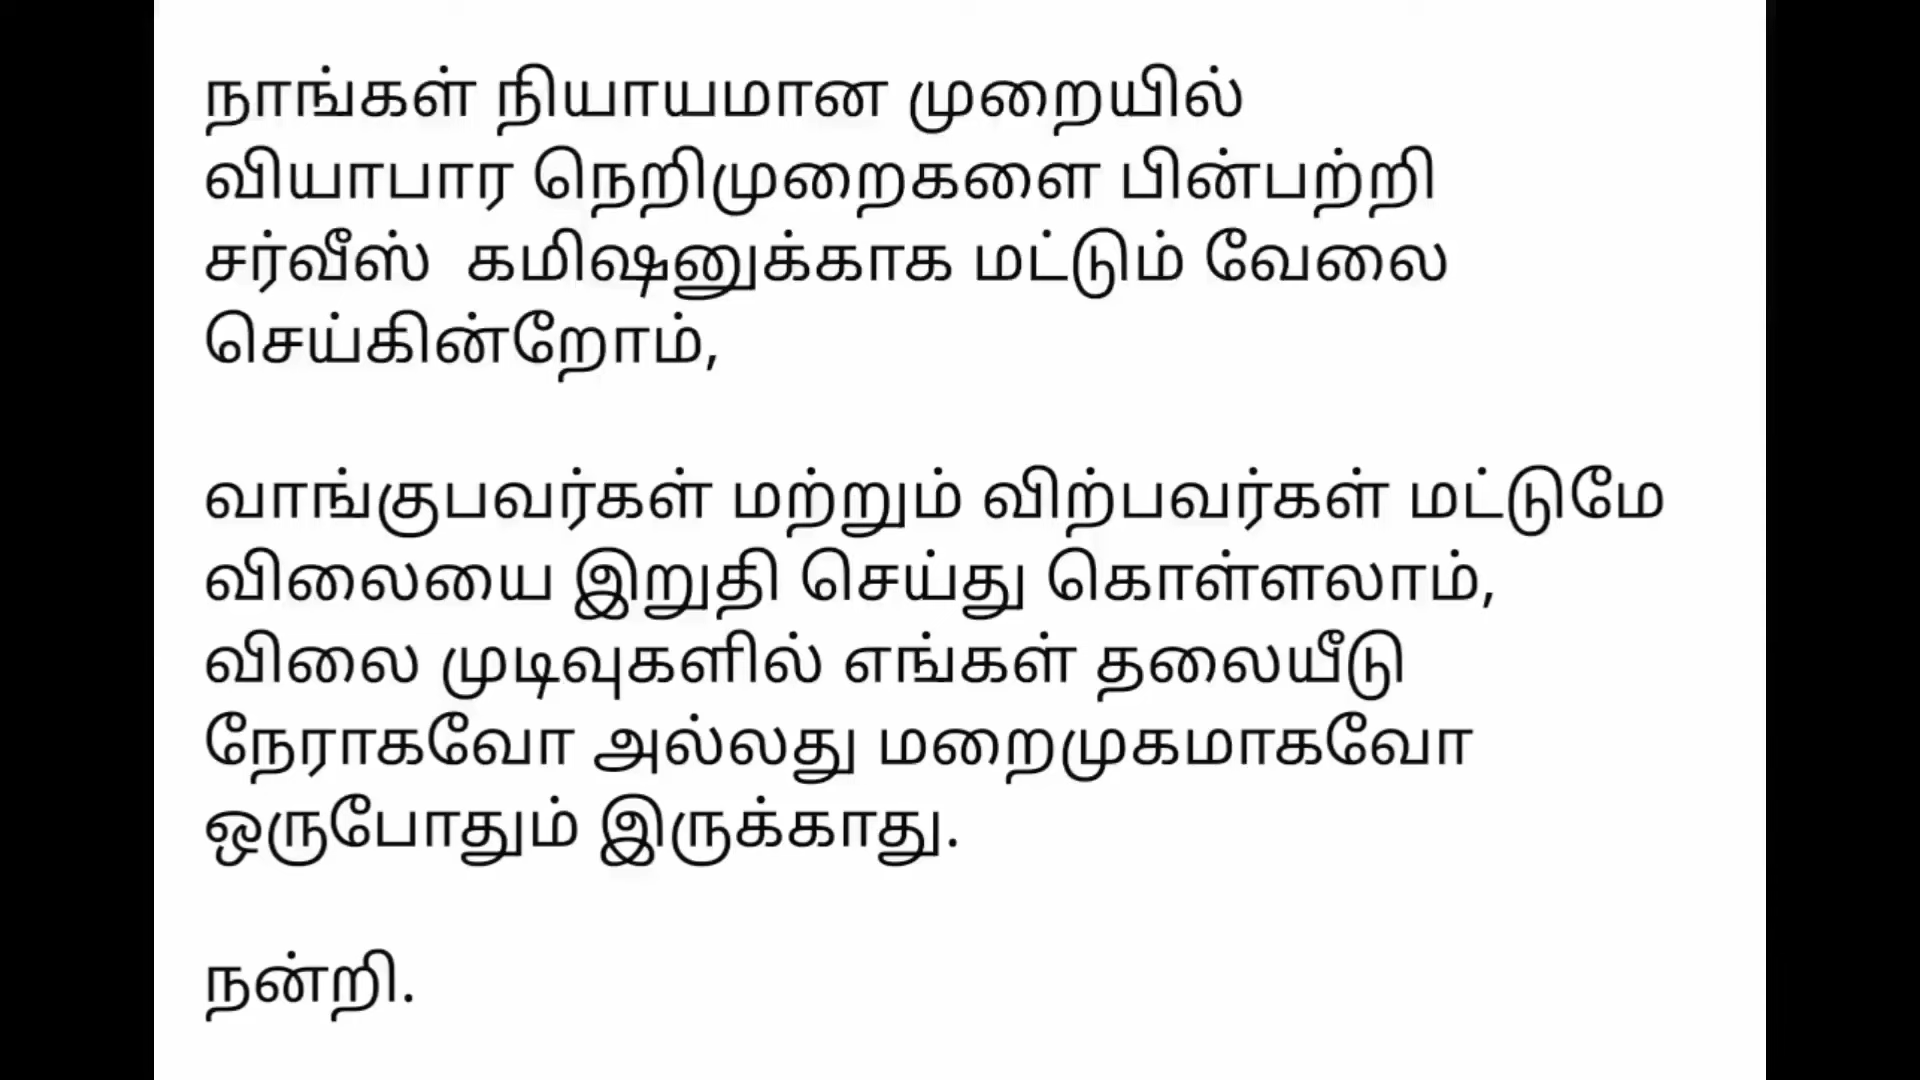 நாங்கள் நியாயமான முறையில்
வியாபார நெறிமுறைகளை பின்பற்றி
சர்வீஸ்  கமிஷனுக்காக மட்டும் வேலை
செய்கின்றோம்,
வாங்குபவர்கள் மற்றும் விற்பவர்கள் மட்டுமே
விலையை இறுதி செய்து கொள்ளலாம்,
விலை முடிவுகளில் எங்கள் தலையீடு
நேராகவோ அல்லது மறைமுகமாகவோ
ஒருபோதும் இருக்காது.
நன்றி.